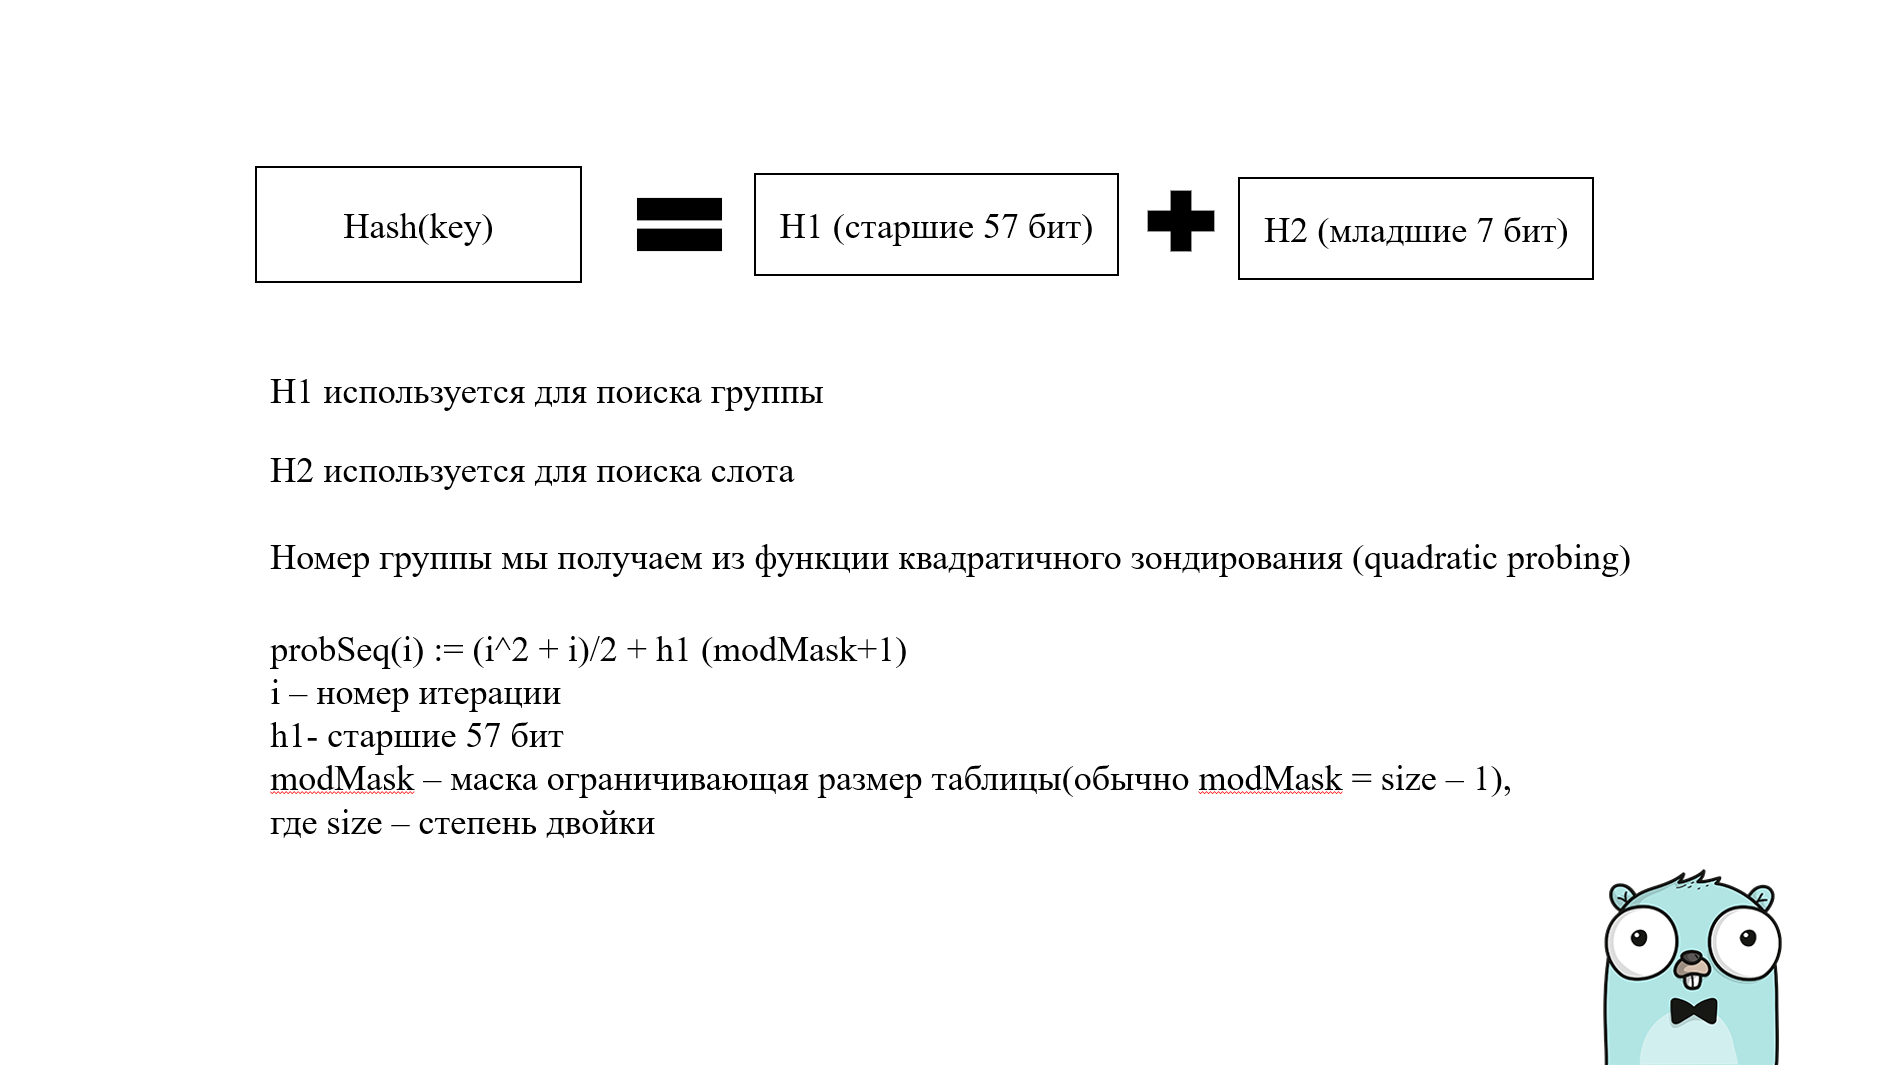 Hash(key)
H1 (старшие 57 бит)
H2 (младшие 7 бит)
H1 используется для поиска группы
H2 используется для поиска слота
Номер группы мы получаем из функции квадратичного зондирования (quadratic probing)
probSeq(i) := (i^2 + i)/2 + h1 (modMask+1)
i – номер итерации
h1- старшие 57 бит
modMask – маска ограничивающая размер таблицы(обычно modMask = size – 1),
где size – степень двойки